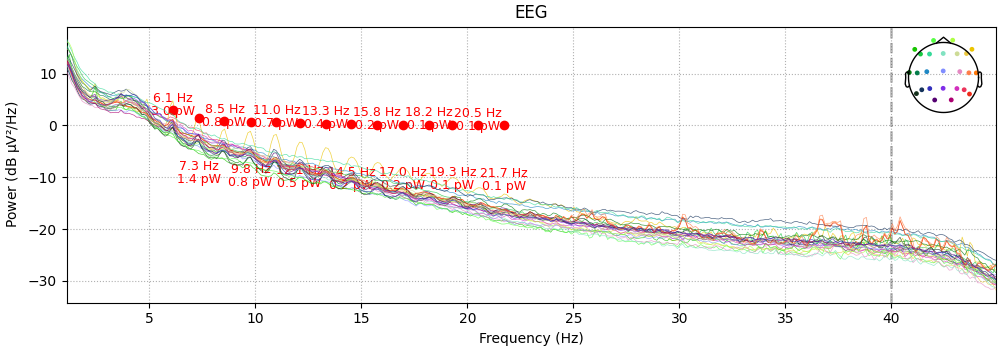 EEG
Power (dB µV²/Hz)
10
0
−10
−20
−30
6.1 Hz
3.0 pW
8.5 Hz
0.8 pW
11.0 Hz
0.7 pW
13.3 Hz
0.4 pW
15.8 Hz
0.2 pW
18.2 Hz
0.1 pW
20.5 Hz
0.1 pW
7.3 Hz
1.4 pW
9.8 Hz
0.8 pW
0.5 pW
14.5 Hz
17.0 Hz
0.2 pW
19.3 Hz
0.1 pW
21.7 Hz
0.1 pW
5
10
15
20
25
30
35
40
Frequency (Hz)